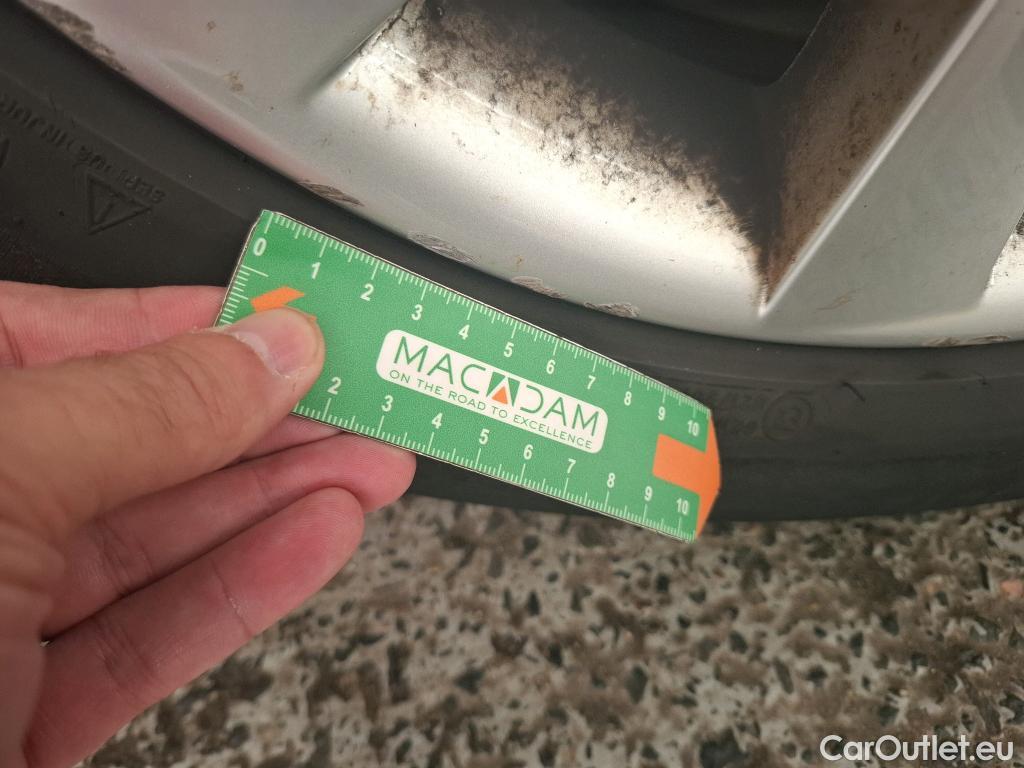 0 1 2 3 4 5 6 7 8 9 10
MACADAM
ON THE ROAD TO EXCELLENCE
2 3 4 5 6 7 8 9 10
CarOutlet.eu